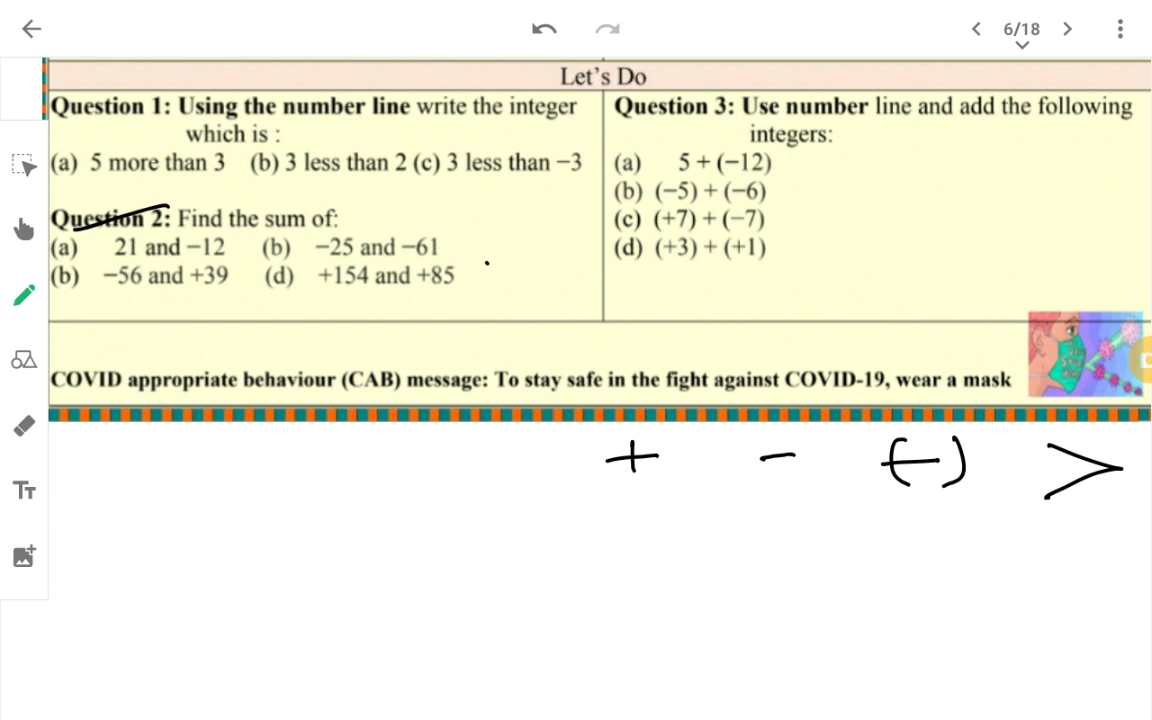 6/18
Let's Do
Question 1: Using the number line write the integer
which is :
(a) 5 more than 3 (b) 3 less than 2 (c) 3 less than −3
Question 2: Find the sum of:
(a) 21 and −12 (b) −25 and −61
(b) −56 and +39 (d) +154 and +85
Question 3: Use number line and add the following
integers:
(a) 5 + (−12)
(b) (−5) + (−6)
(c) (+7) + (−7)
(d) (+3) + (+1)
COVID appropriate behaviour (CAB) message: To stay safe in the fight against COVID-19, wear a mask
+ − (−) >
Tт